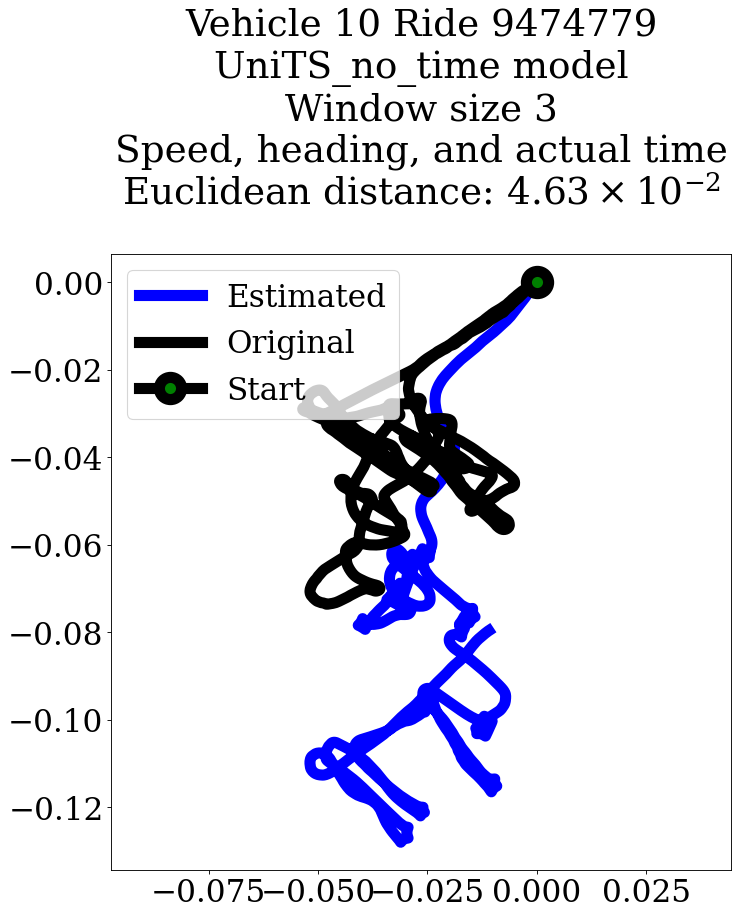 Vehicle 10 Ride 9474779
UniTS_no_time model
Window size 3
Speed, heading, and actual time
Euclidean distance: 4.63 × 10⁻²
Estimated
Original
Start
0.00
−0.02
−0.04
−0.06
−0.08
−0.10
−0.12
−0.075 −0.050 −0.025 0.000 0.025